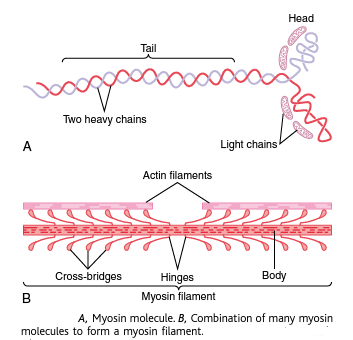 Head
Tail
Two heavy chains
Light chains
A
Actin filaments
Cross-bridges
Hinges
Body
B
Myosin filament
A, Myosin molecule. B, Combination of many myosin
molecules to form a myosin filament.